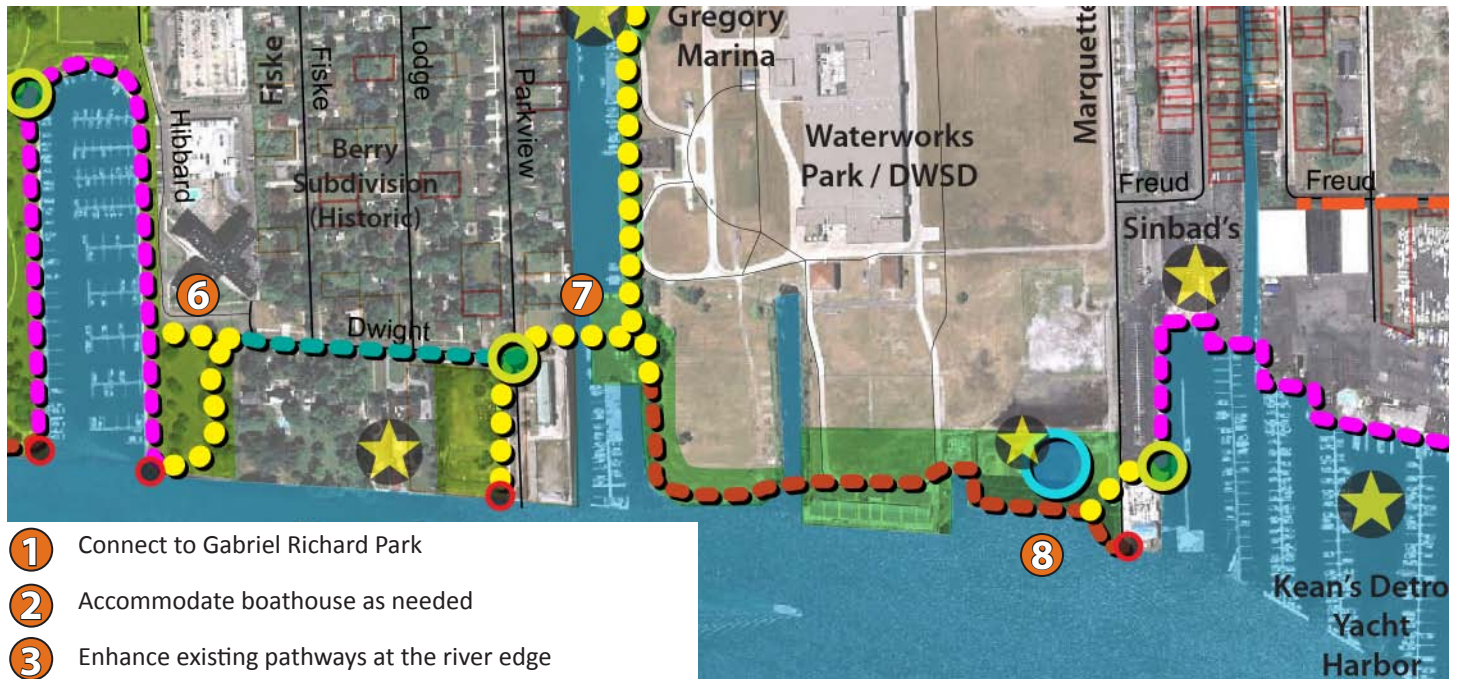 Gregory
Marina
Marquette
Hibbard
Fiske
Fiske
Lodge
Parkview
Berry
Subdivision
(Historic)
Waterworks
Park / DWSD
Freud
Freud
Sinbad's
6
7
Dwight
8
Kean's Detro
Yacht
Harbor
1 Connect to Gabriel Richard Park
2 Accommodate boathouse as needed
3 Enhance existing pathways at the river edge